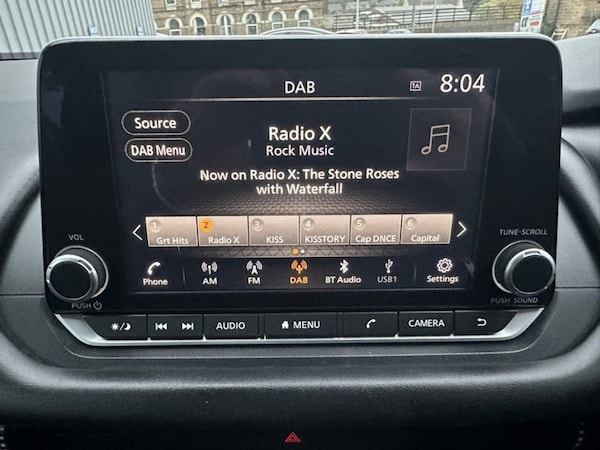 DAB
TA
8:04
Source
DAB Menu
Radio X
Rock Music
Now on Radio X: The Stone Roses
with Waterfall
1 2 3 4 5 6
Grt Hits Radio X KISS KISSTORY Cap DNCE Capital
Phone AM FM DAB BT Audio USB1 Settings
VOL
PUSH
TUNE·SCROLL
PUSH SOUND
AUDIO MENU CAMERA